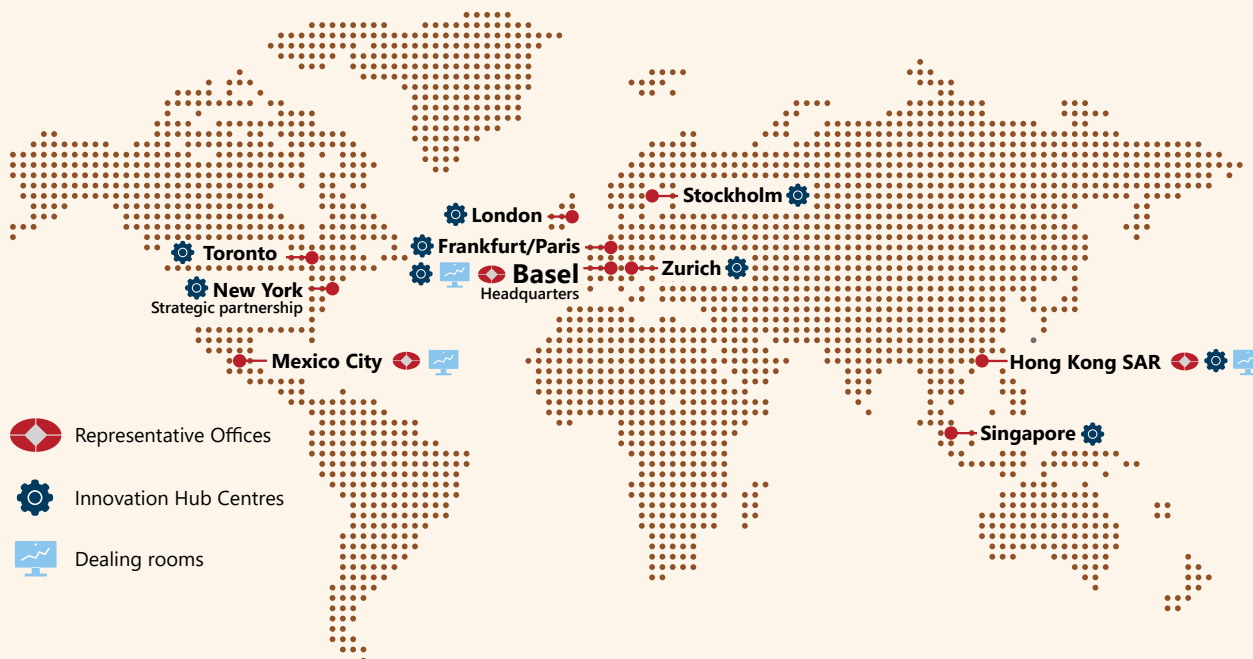 Stockholm
London
Frankfurt/Paris
Toronto
Basel
Headquarters
Zurich
New York
Strategic partnership
Mexico City
Hong Kong SAR
Representative Offices
Singapore
Innovation Hub Centres
Dealing rooms